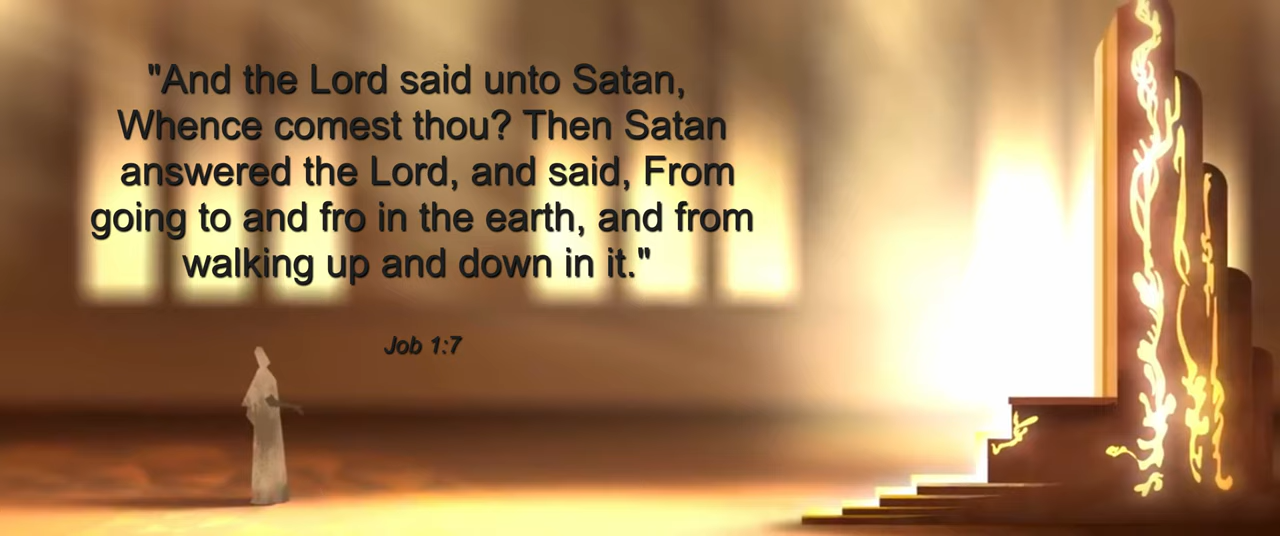 "And the Lord said unto Satan,
Whence comest thou? Then Satan
answered the Lord, and said, From
going to and fro in the earth, and from
walking up and down in it."
Job 1:7